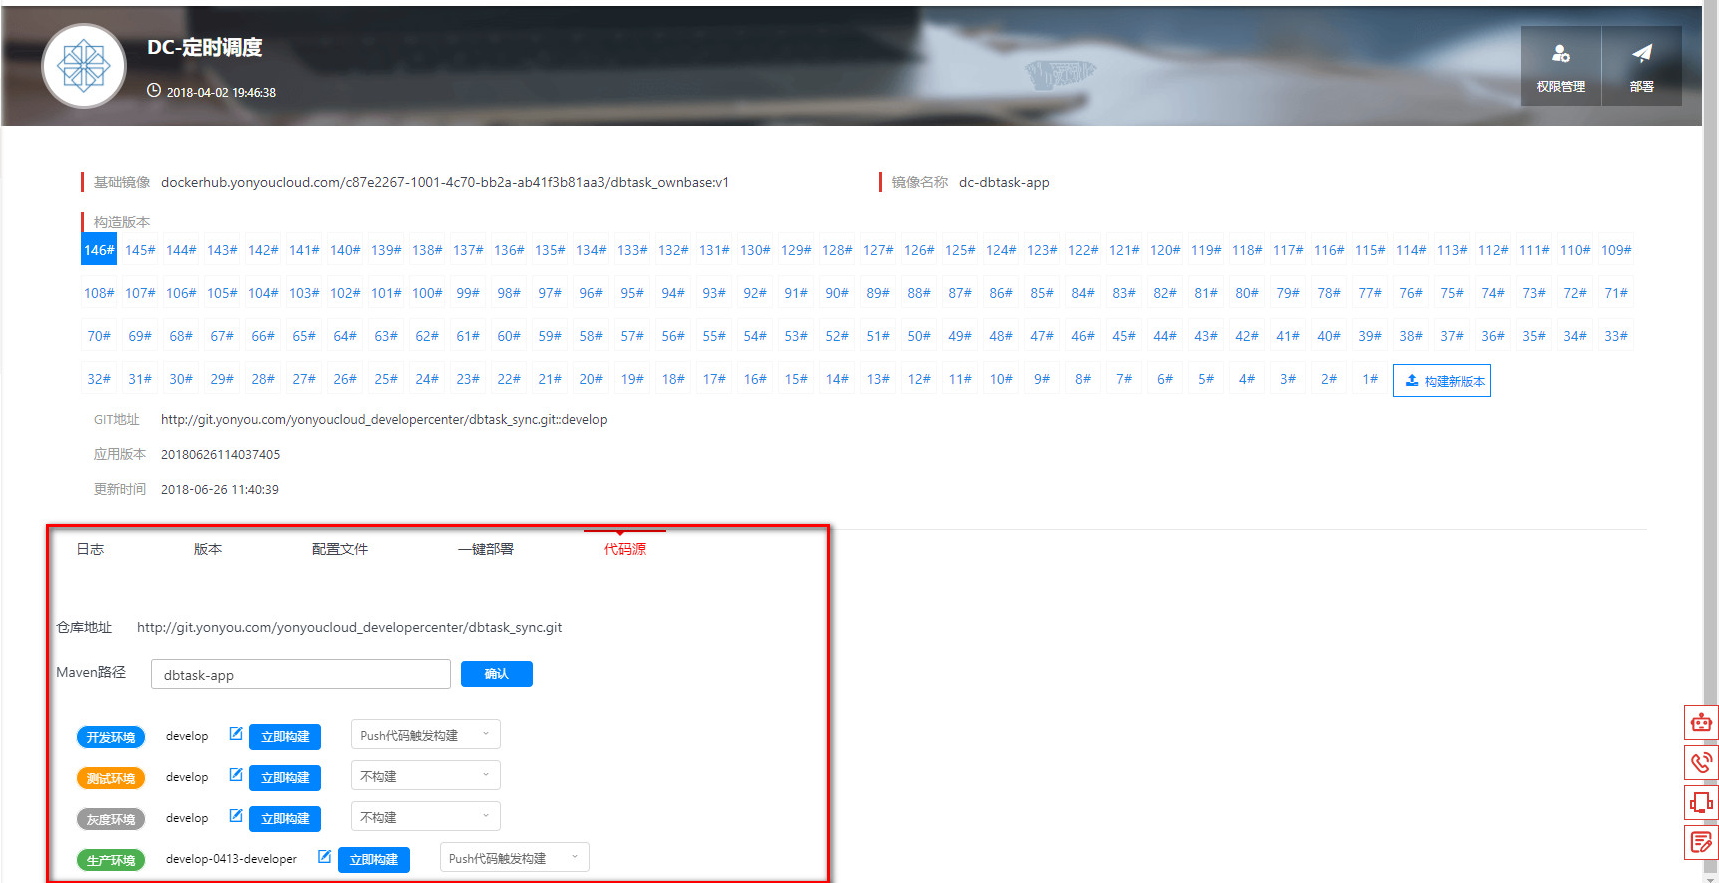 DC-定时调度
2018-04-02 19:46:38
权限管理 部署
基础镜像 dockerhub.yonyoucloud.com/c87e2267-1001-4c70-bb2a-ab41f3b81aa3/dbtask_ownbase:v1 镜像名称 dc-dbtask-app
构造版本
146# 145# 144# 143# 142# 141# 140# 139# 138# 137# 136# 135# 134# 133# 132# 131# 130# 129# 128# 127# 126# 125# 124# 123# 122# 121# 120# 119# 118# 117# 116# 115# 114# 113# 112# 111# 110# 109#
108# 107# 106# 105# 104# 103# 102# 101# 100# 99# 98# 97# 96# 95# 94# 93# 92# 91# 90# 89# 88# 87# 86# 85# 84# 83# 82# 81# 80# 79# 78# 77# 76# 75# 74# 73# 72# 71#
70# 69# 68# 67# 66# 65# 64# 63# 62# 61# 60# 59# 58# 57# 56# 55# 54# 53# 52# 51# 50# 49# 48# 47# 46# 45# 44# 43# 42# 41# 40# 39# 38# 37# 36# 35# 34# 33#
32# 31# 30# 29# 28# 27# 26# 25# 24# 23# 22# 21# 20# 19# 18# 17# 16# 15# 14# 13# 12# 11# 10# 9# 8# 7# 6# 5# 4# 3# 2# 1# 构建新版本
GIT地址 http://git.yonyou.com/yonyoucloud_developercenter/dbtask_sync.git::develop
应用版本 20180626114037405
更新时间 2018-06-26 11:40:39
日志 版本 配置文件 一键部署 代码源
仓库地址 http://git.yonyou.com/yonyoucloud_developercenter/dbtask_sync.git
Maven路径 dbtask-app 确认
开发环境 develop 立即构建 Push代码触发构建
测试环境 develop 立即构建 不构建
灰度环境 develop 立即构建 不构建
生产环境 develop-0413-developer 立即构建 Push代码触发构建